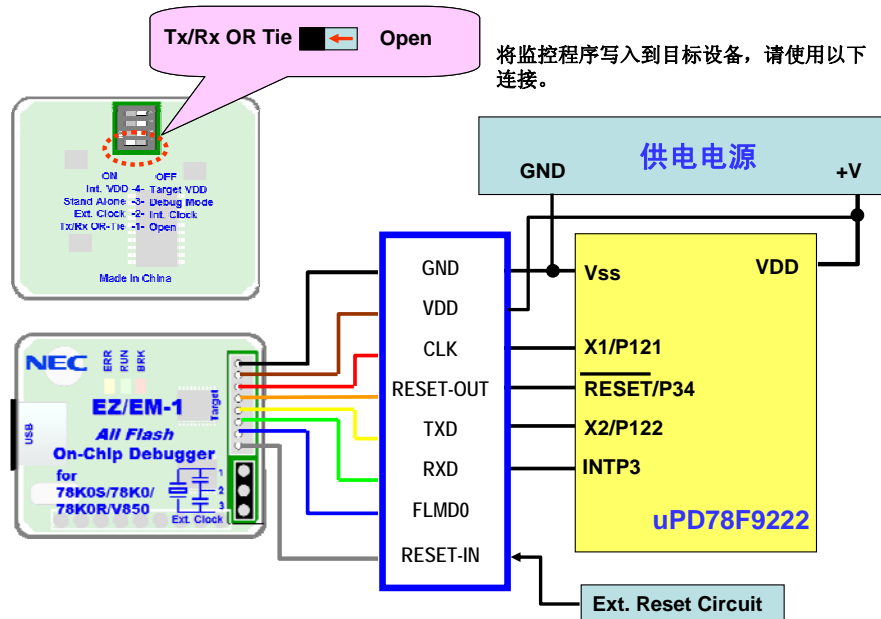 Tx/Rx OR Tie Open
将监控程序写入到目标设备，请使用以下
连接。
ON OFF
Int. VDD -4- Target VDD
Stand Alone -3- Debug Mode
Ext. Clock -2- Int. Clock
Tx/Rx OR-Tie -1- Open
Made In China
供电电源
GND +V
GND
VDD
CLK
RESET-OUT
TXD
RXD
FLMD0
RESET-IN
Vss VDD
X1/P121
RESET/P34
X2/P122
INTP3
uPD78F9222
Ext. Reset Circuit
NEC
ERR
RUN
BRK
USB
Target
EZ/EM-1
All Flash
On-Chip Debugger
for
78K0S/78K0/
78K0R/V850
1
2
3
Ext. Clock